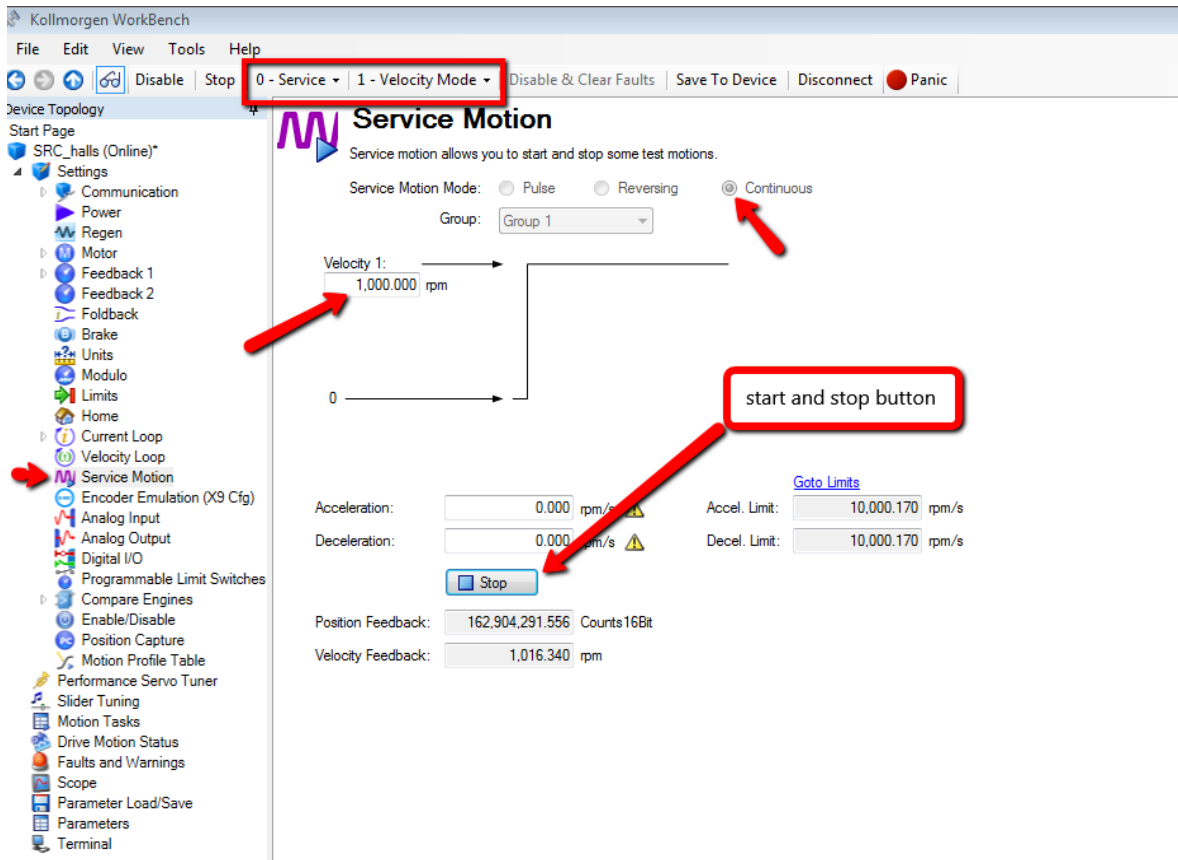 Kollmorgen WorkBench
File Edit View Tools Help
Disable Stop 0 - Service 1 - Velocity Mode Disable & Clear Faults Save To Device Disconnect Panic
Device Topology
Start Page
SRC_halls (Online)*
Settings
Communication
Power
Regen
Motor
Feedback 1
Feedback 2
Foldback
Brake
Units
Modulo
Limits
Home
Current Loop
Velocity Loop
Service Motion
Encoder Emulation (X9 Cfg)
Analog Input
Analog Output
Digital I/O
Programmable Limit Switches
Compare Engines
Enable/Disable
Position Capture
Motion Profile Table
Performance Servo Tuner
Slider Tuning
Motion Tasks
Drive Motion Status
Faults and Warnings
Scope
Parameter Load/Save
Parameters
Terminal
Service Motion
Service motion allows you to start and stop some test motions.
Service Motion Mode: Pulse Reversing Continuous
Group: Group 1
Velocity 1:
1,000.000 rpm
0
start and stop button
Goto Limits
Acceleration: 0.000 rpm/s Accel. Limit: 10,000.170 rpm/s
Deceleration: 0.000 rpm/s Decel. Limit: 10,000.170 rpm/s
Stop
Position Feedback: 162,904,291.556 Counts16Bit
Velocity Feedback: 1,016.340 rpm